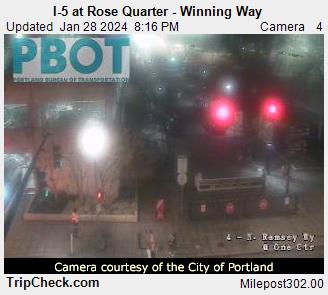 I-5 at Rose Quarter - Winning Way
Updated Jan 28 2024 8:16 PM Camera 4
PBOT
PORTLAND BUREAU OF TRANSPORTATION
4 - N. Ramsey Wy
@ One Ctr
Camera courtesy of the City of Portland
TripCheck.com Milepost302.00